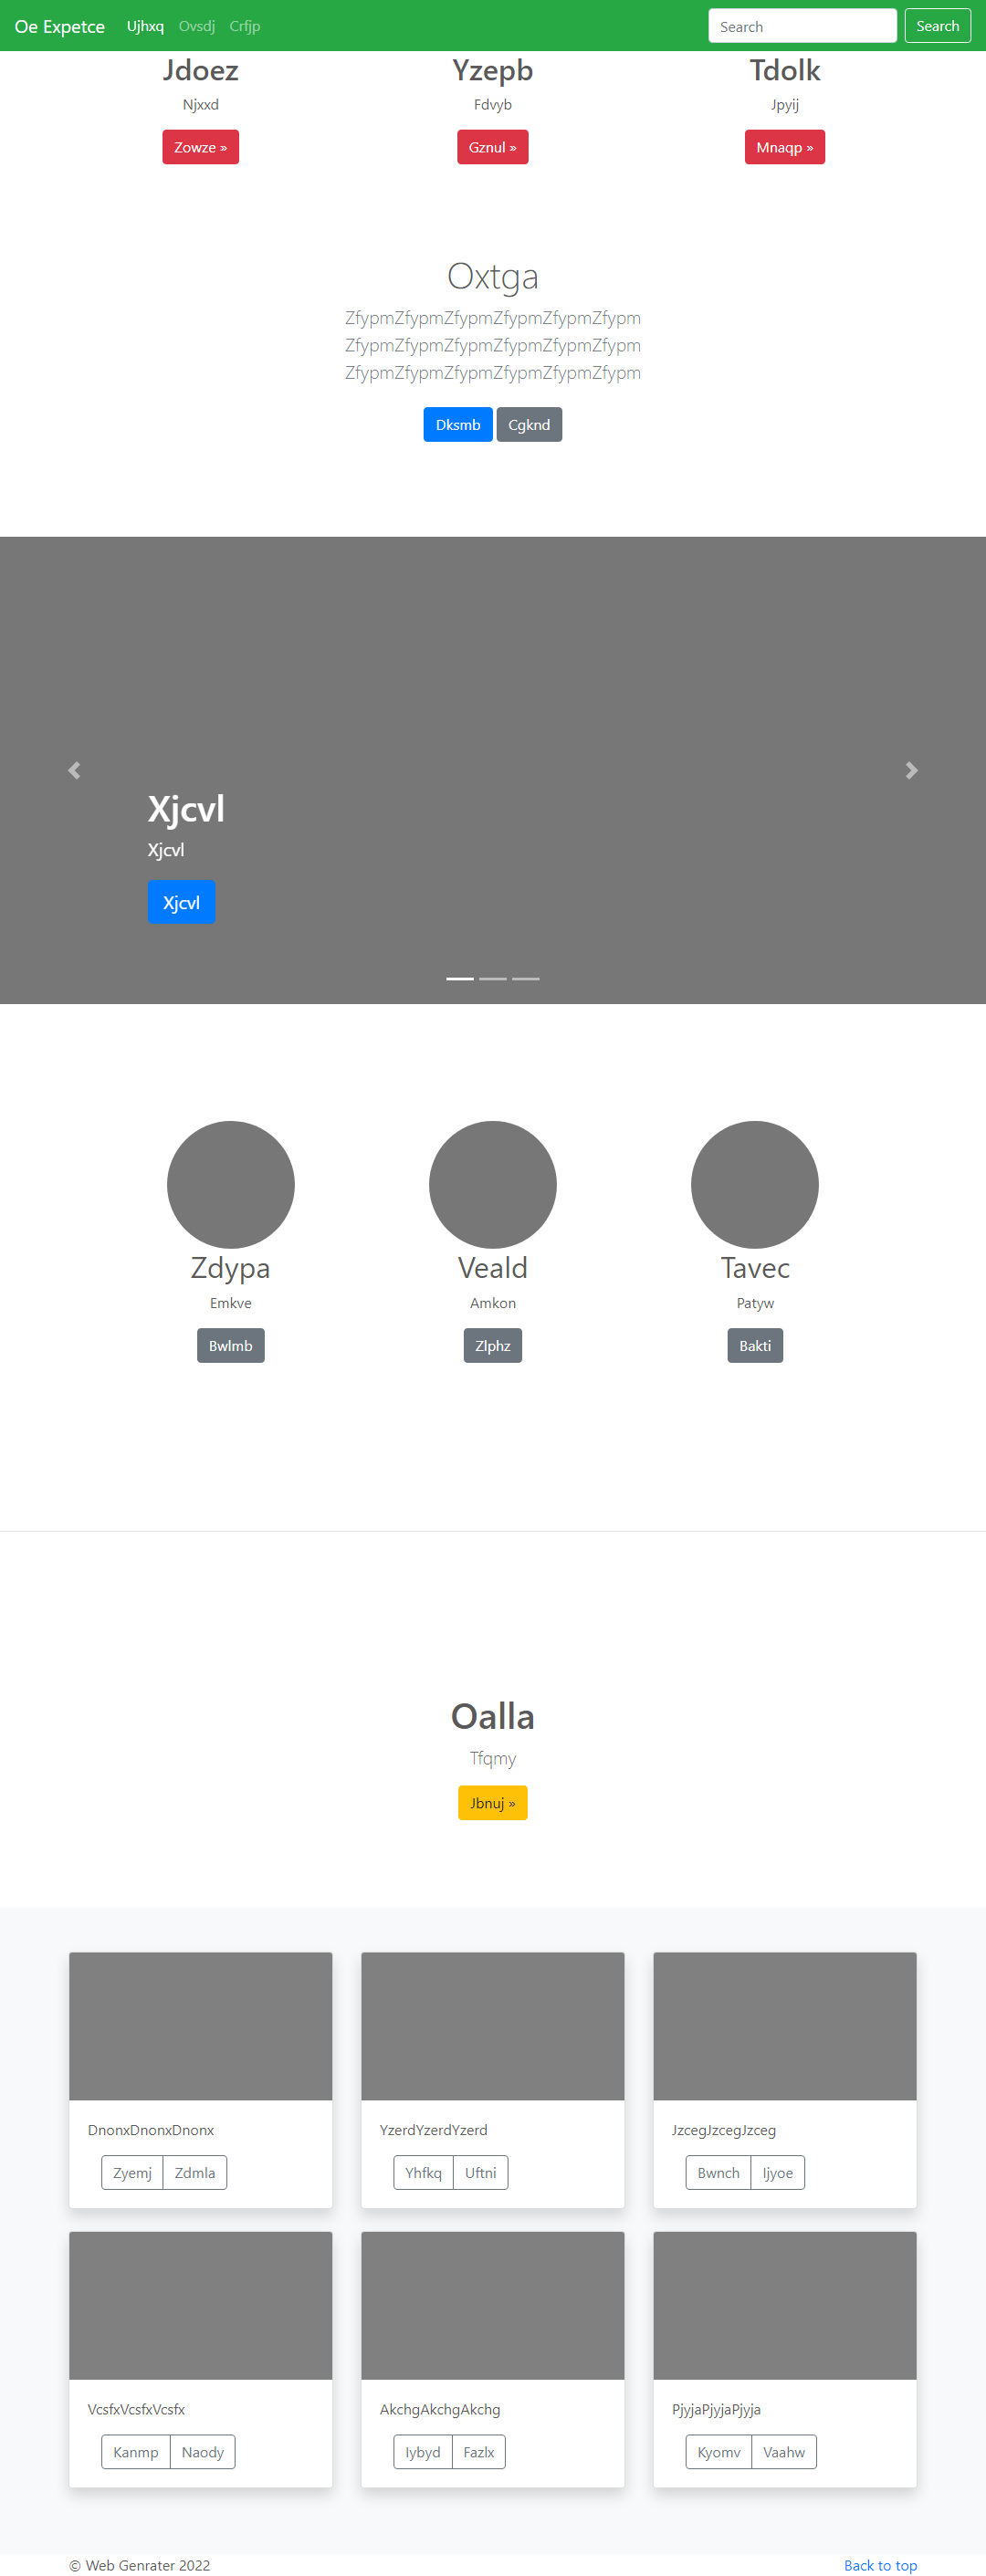 Oe Expetce Ujhxq Ovsdj Crfjp Search Search
Jdoez Yzepb Tdolk
Njxxd Fdvyb Jpyij
Zowze » Gznul » Mnaqp »
Oxtga
ZfypmZfypmZfypmZfypmZfypmZfypm
ZfypmZfypmZfypmZfypmZfypmZfypm
ZfypmZfypmZfypmZfypmZfypmZfypm
Dksmb Cgknd
Xjcvl
Xjcvl
Xjcvl
Zdypa Veald Tavec
Emkve Amkon Patyw
Bwlmb Zlphz Bakti
Oalla
Tfqmy
Jbnuj »
DnonxDnonxDnonx YzerdYzerdYzerd JzcegJzcegJzceg
Zyemj Zdmla Yhfkq Uftni Bwnch Ijyoe
VcsfxVcsfxVcsfx AkchgAkchgAkchg PjyjaPjyjaPjyja
Kanmp Naody Iybyd Fazlx Kyomv Vaahw
© Web Genrater 2022 Back to top